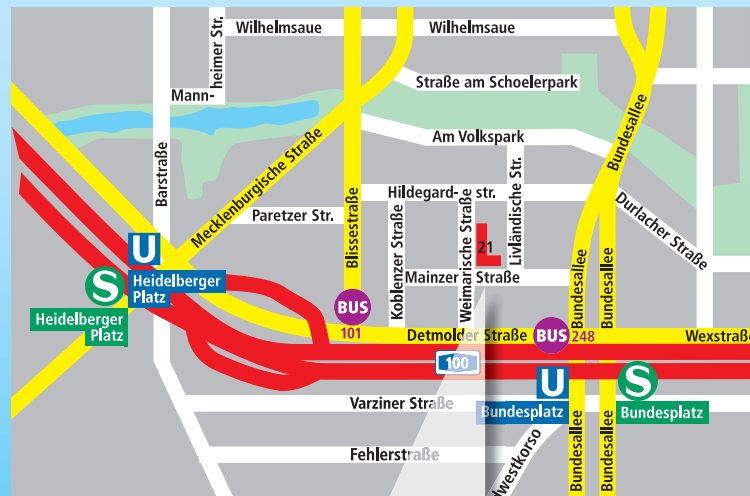 Wilhelmsaue
Wilhelmsaue
Mann-
heimer Str.
Straße am Schoelerpark
Am Volkspark
Bundesallee
Barstraße
Mecklenburgische Straße
Hildegard- e str.
Livländische Str.
Paretzer Str.
Blissestraße
Koblenzer Straße
Weimarische Straße
21
Durlacher Straße
Mainzer Straße
U
Heidelberger
Platz
S
Heidelberger
Platz
BUS
101
Detmolder Straße
BUS
248
Wexstraße
Bundesallee
Bundesallee
100
U
Bundesplatz
S
Bundesplatz
Varziner Straße
Fehlerstraße
dwestkorso
Bundesallee
Bundesallee